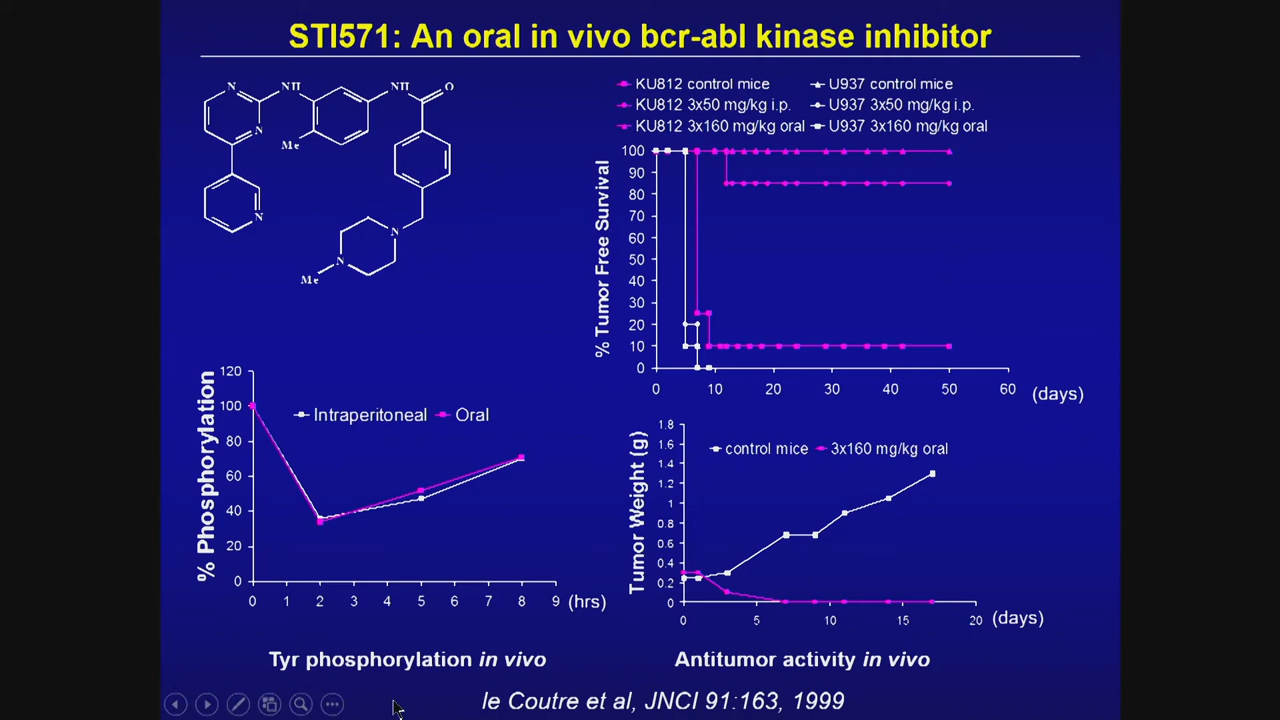 STI571: An oral in vivo bcr-abl kinase inhibitor
N NH NH O
N Me
N
N
N
Me
KU812 control mice U937 control mice
KU812 3x50 mg/kg i.p. U937 3x50 mg/kg i.p.
KU812 3x160 mg/kg oral U937 3x160 mg/kg oral
% Tumor Free Survival
100
90
80
70
60
50
40
30
20
10
0
0 10 20 30 40 50 60 (days)
% Phosphorylation
120
100
80
60
40
20
0
Intraperitoneal Oral
0 1 2 3 4 5 6 7 8 9 (hrs)
Tyr phosphorylation in vivo
Tumor Weight (g)
1.8
1.6
1.4
1.2
1
0.8
0.6
0.4
0.2
0
control mice 3x160 mg/kg oral
0 5 10 15 20 (days)
Antitumor activity in vivo
le Coutre et al, JNCI 91:163, 1999